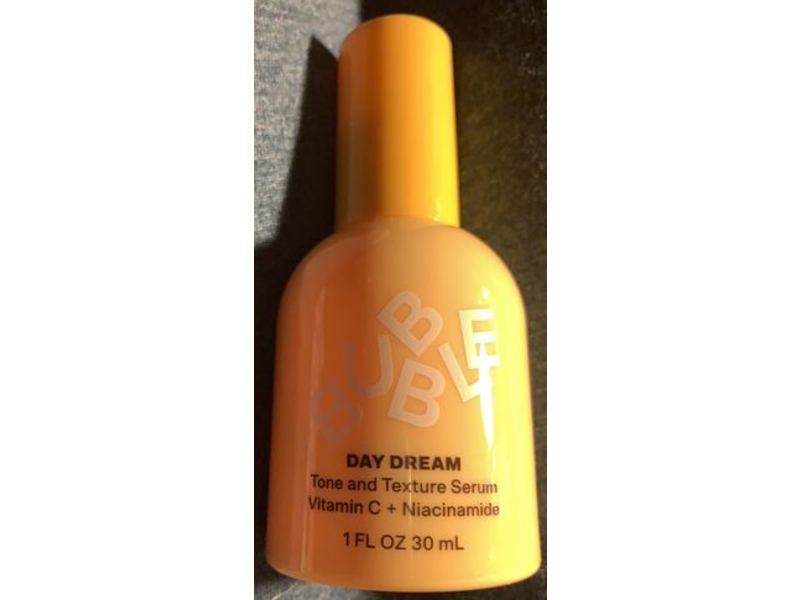 BUBBLE
DAY DREAM
Tone and Texture Serum
Vitamin C + Niacinamide
1 FL OZ 30 mL